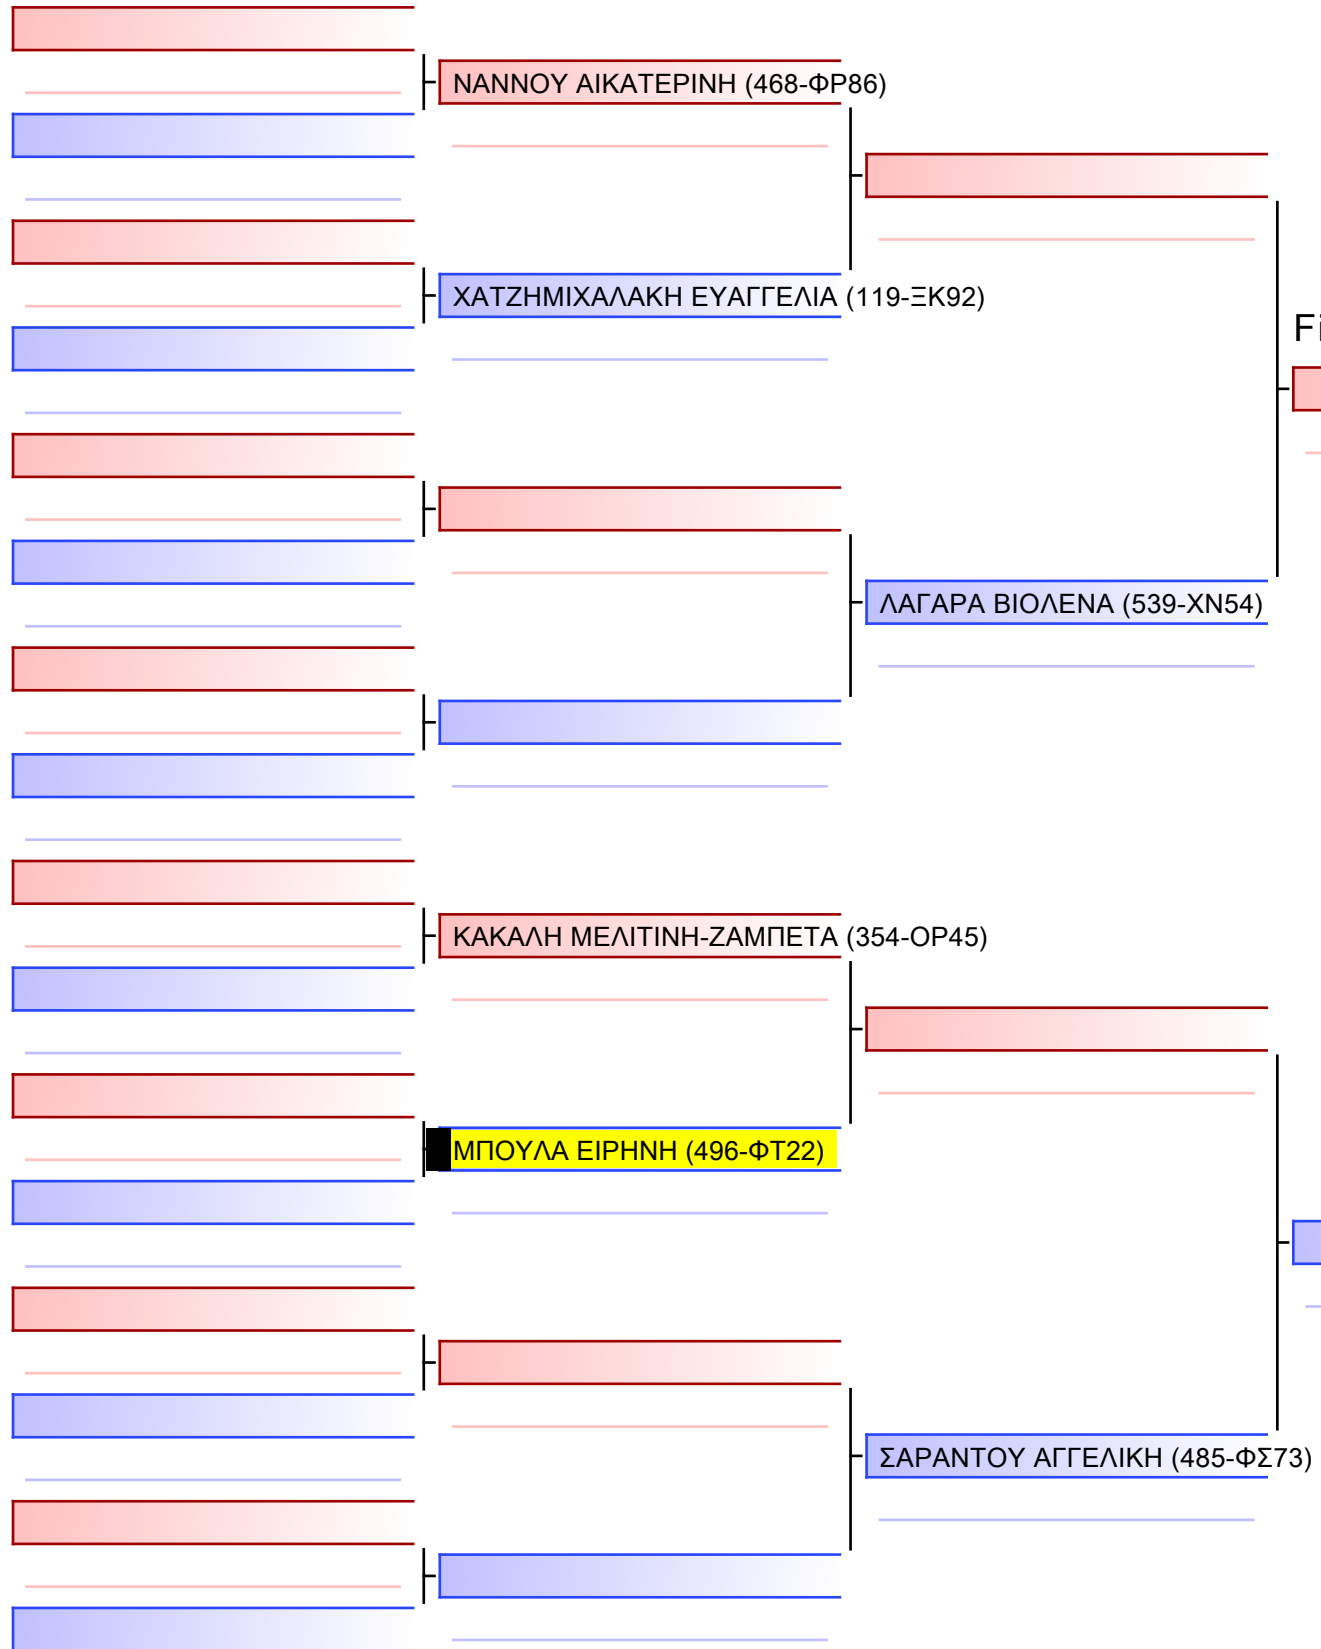 ΝΑΝΝΟΥ ΑΙΚΑΤΕΡΙΝΗ (468-ΦΡ86)
ΧΑΤΖΗΜΙΧΑΛΑΚΗ ΕΥΑΓΓΕΛΙΑ (119-ΞΚ92)
Fi
ΛΑΓΑΡΑ ΒΙΟΛΕΝΑ (539-ΧΝ54)
ΚΑΚΑΛΗ ΜΕΛΙΤΙΝΗ-ΖΑΜΠΕΤΑ (354-ΟΡ45)
ΜΠΟΥΛΑ ΕΙΡΗΝΗ (496-ΦΤ22)
ΣΑΡΑΝΤΟΥ ΑΓΓΕΛΙΚΗ (485-ΦΣ73)